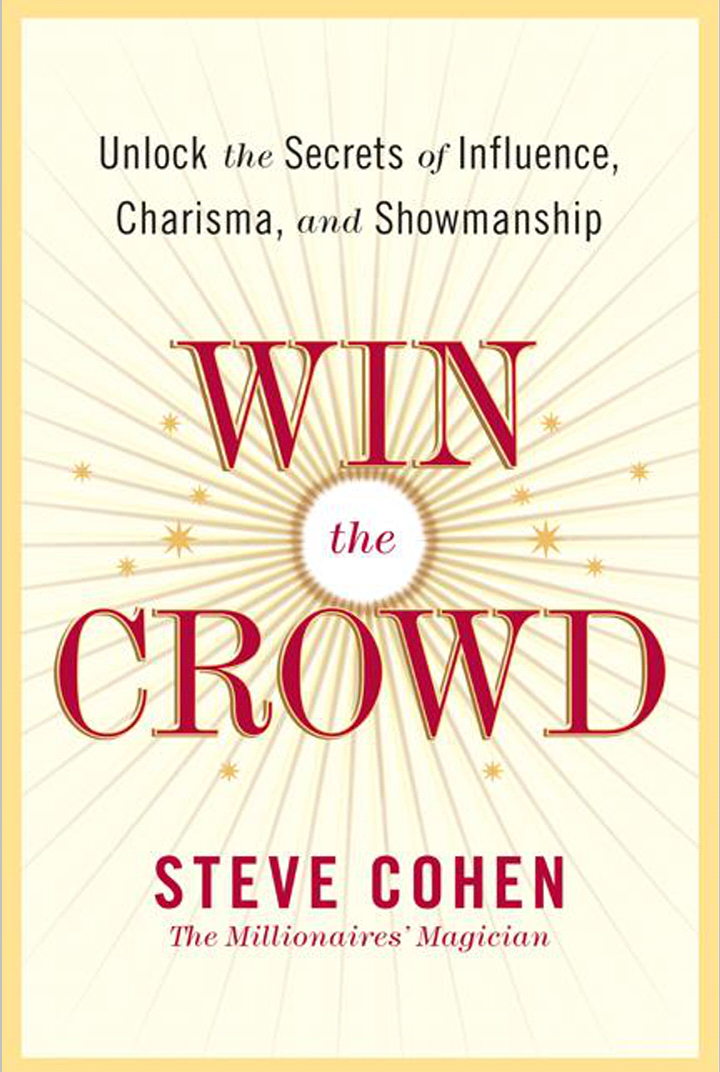 Unlock the Secrets of Influence,
Charisma, and Showmanship
WIN
the
CROWD
STEVE COHEN
The Millionaires' Magician